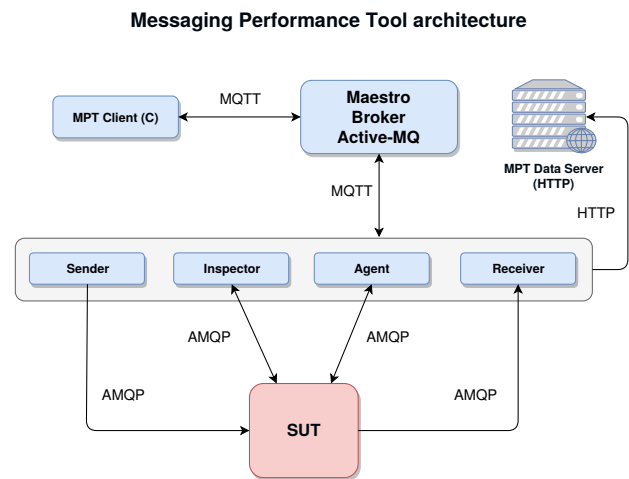 Messaging Performance Tool architecture
MPT Client (C)
MQTT
Maestro
Broker
Active-MQ
MPT Data Server
(HTTP)
MQTT
HTTP
Sender
Inspector
Agent
Receiver
AMQP
AMQP
AMQP
AMQP
SUT